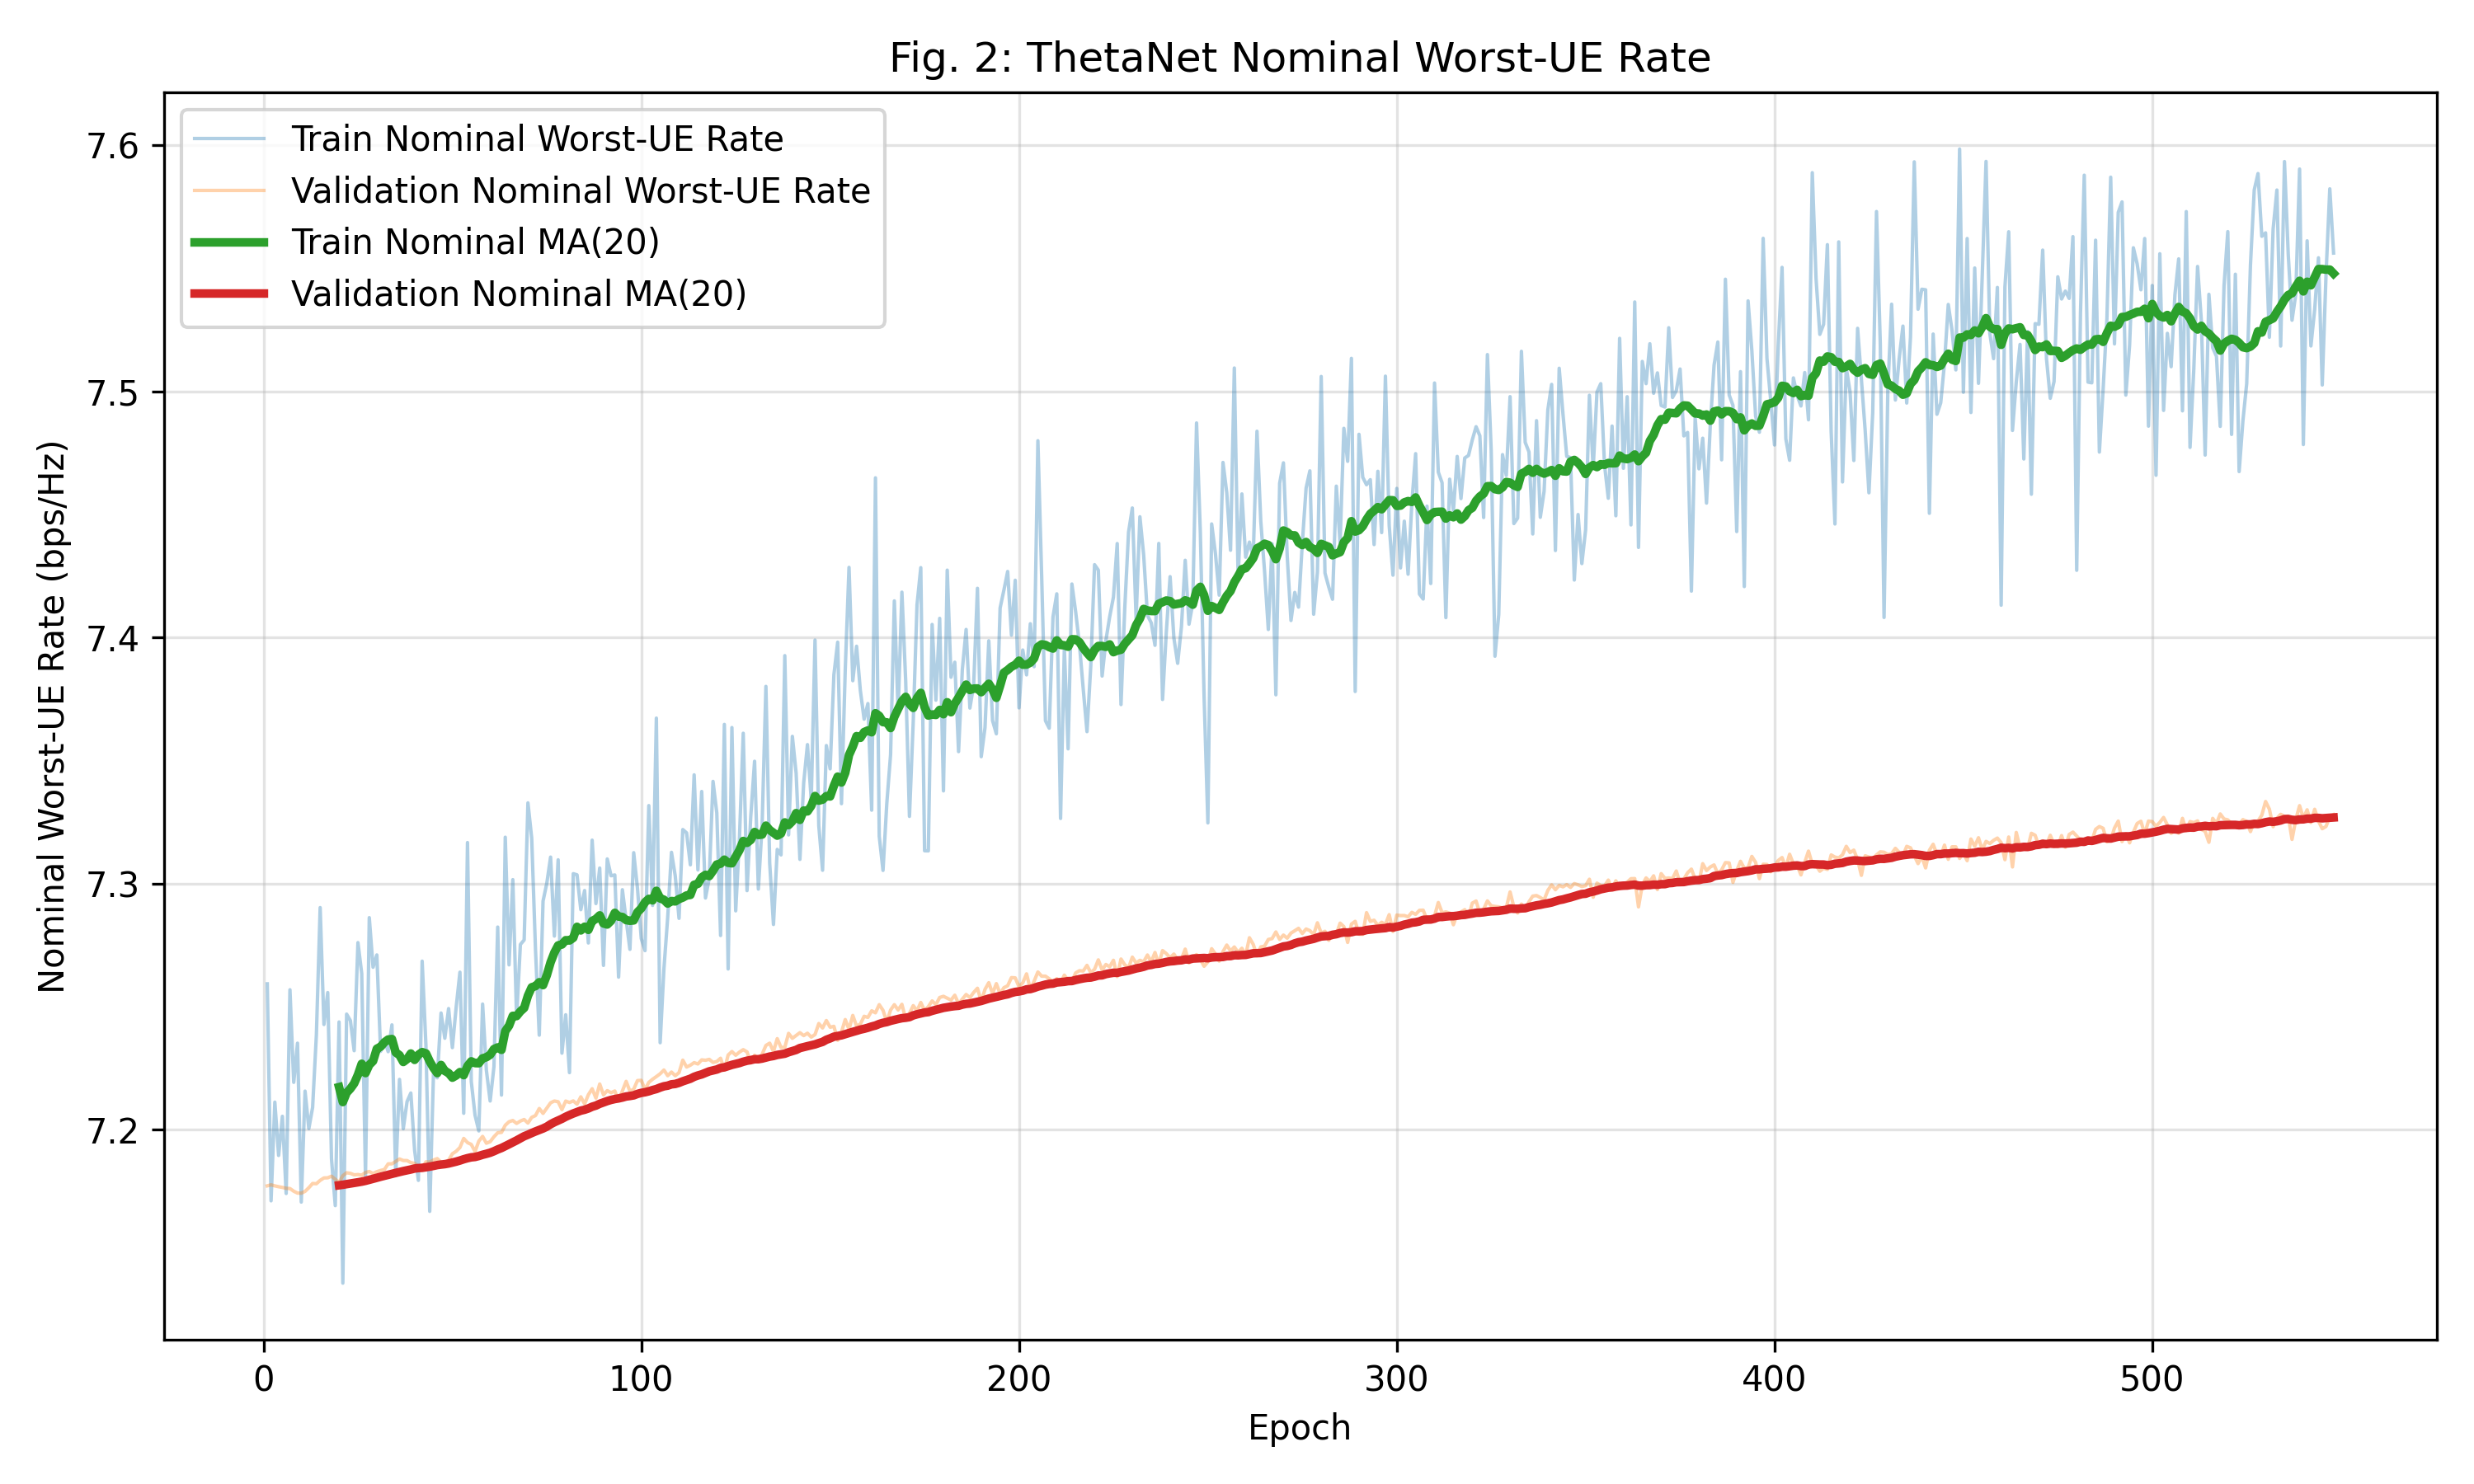 Fig. 2: ThetaNet Nominal Worst-UE Rate
Train Nominal Worst-UE Rate
Validation Nominal Worst-UE Rate
Train Nominal MA(20)
Validation Nominal MA(20)
Nominal Worst-UE Rate (bps/Hz)
7.6
7.5
7.4
7.3
7.2
0 100 200 300 400 500
Epoch